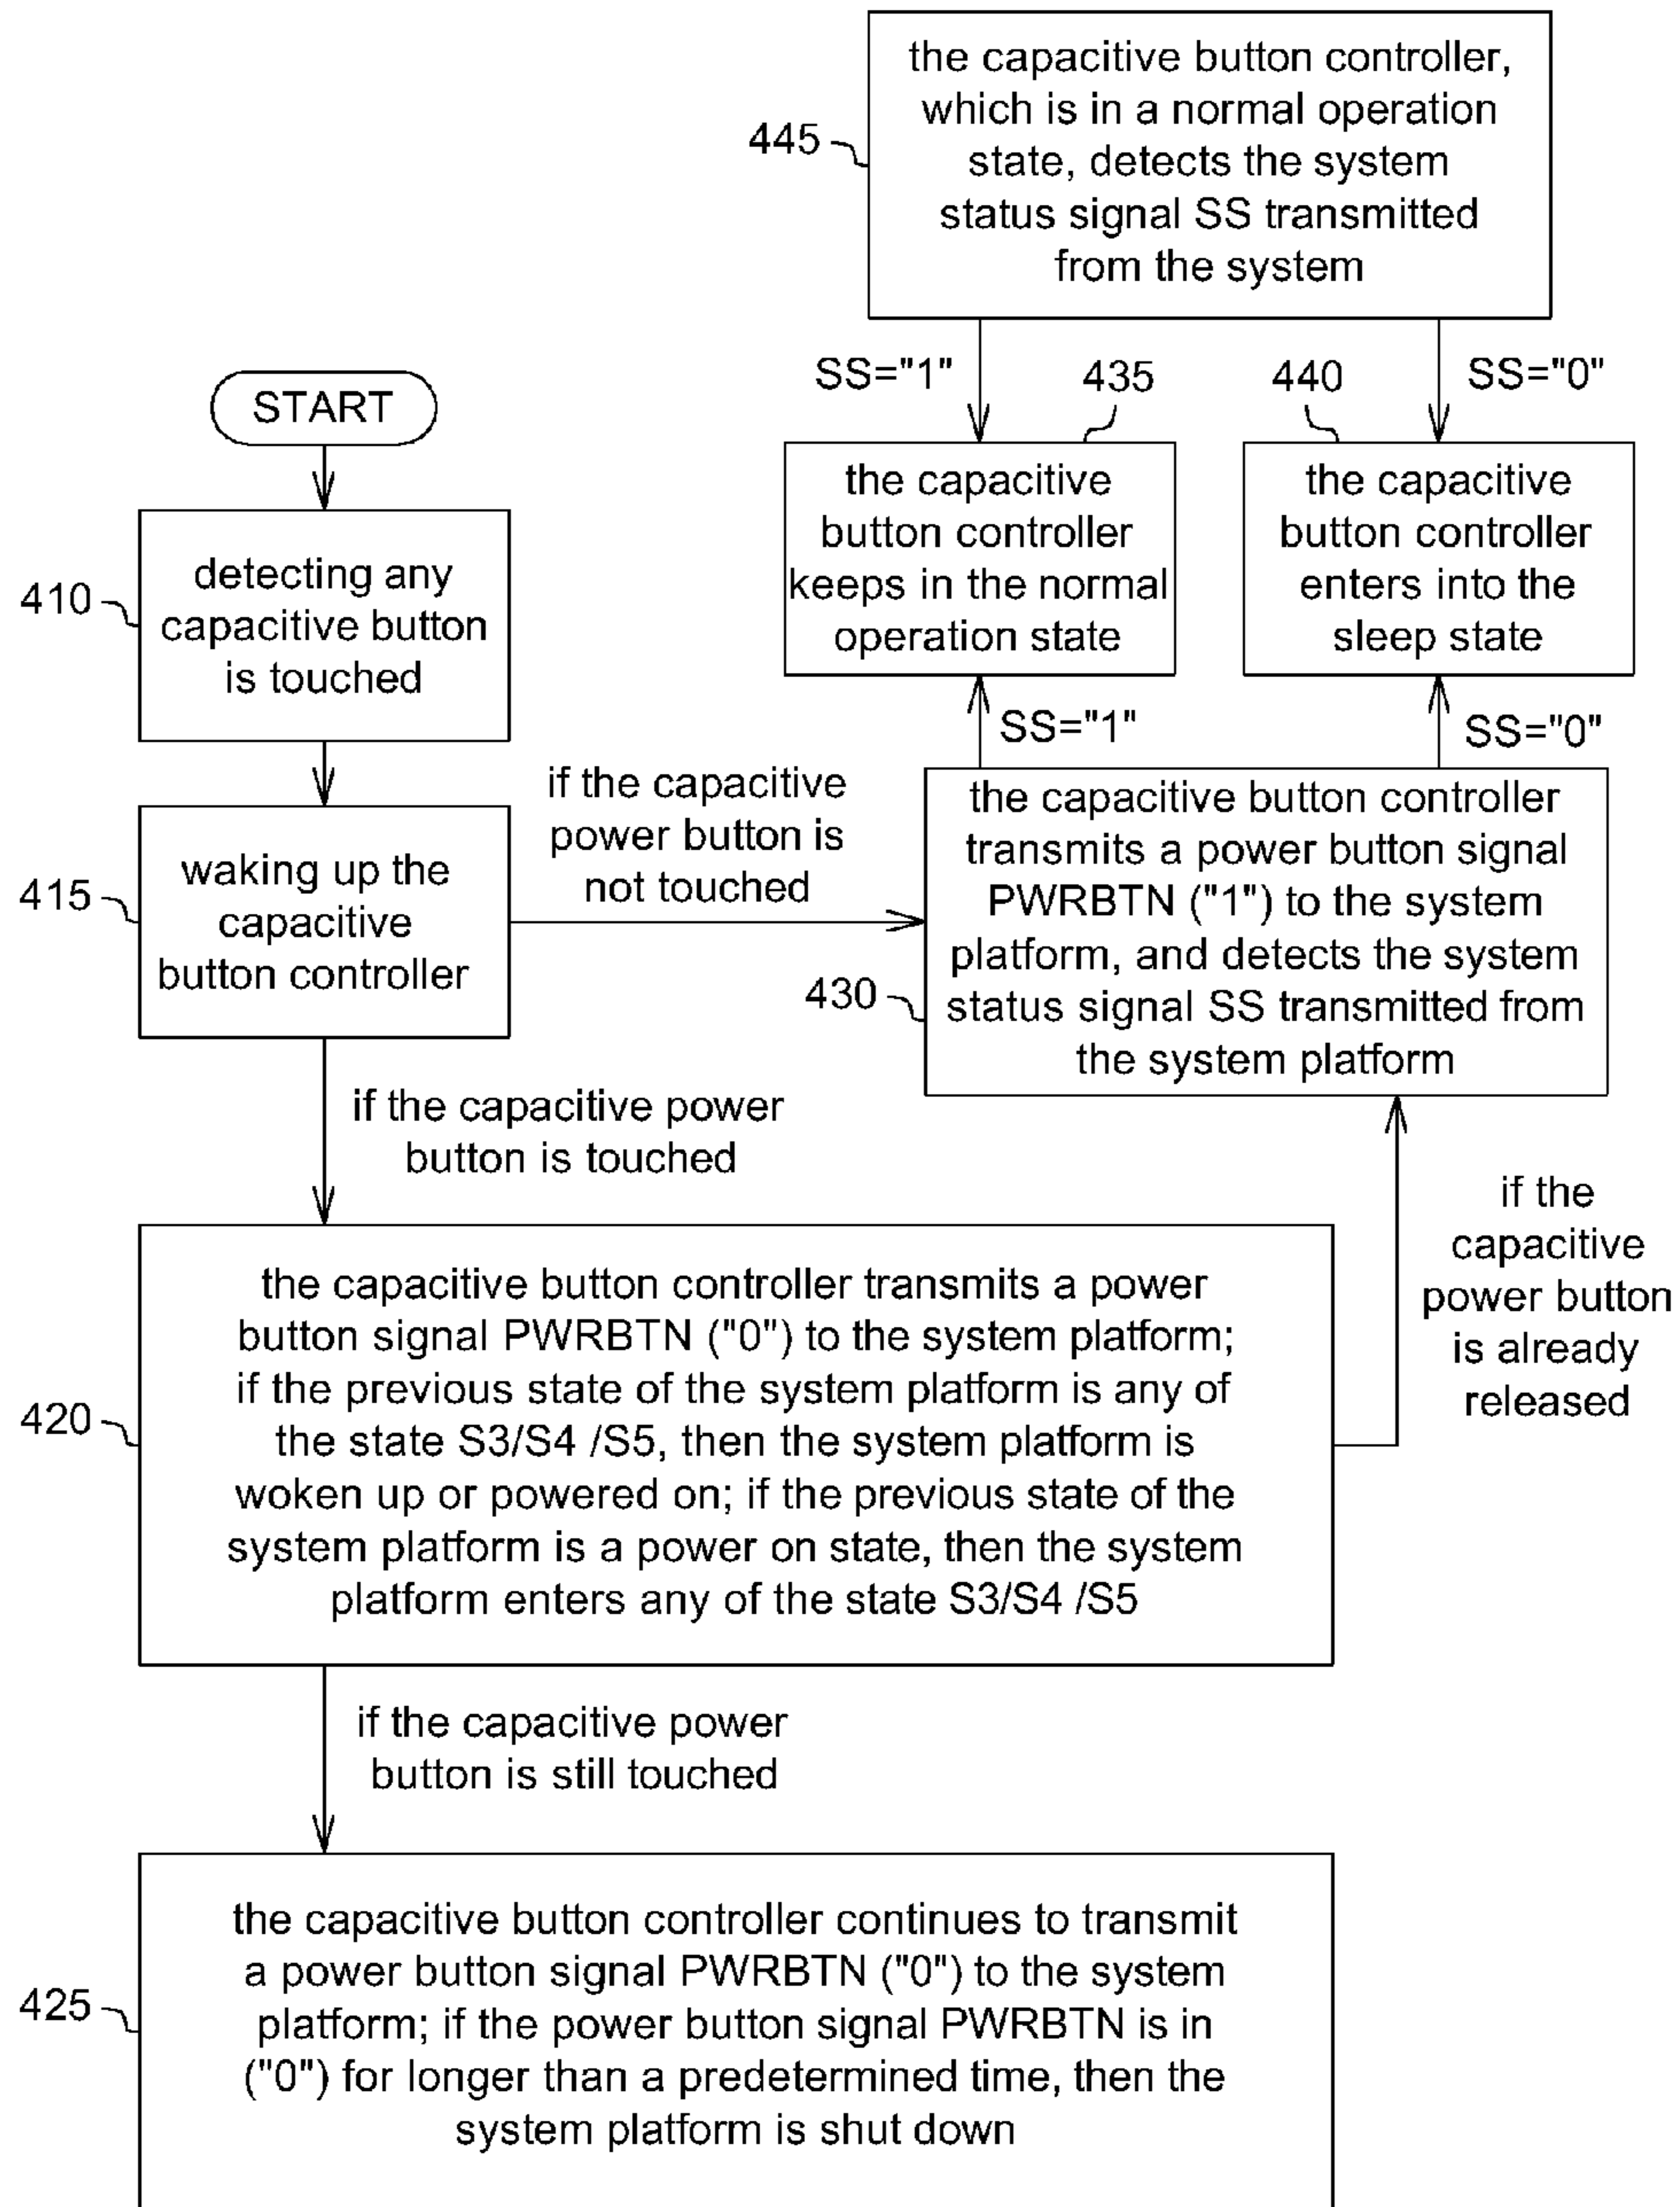 the capacitive button controller,
which is in a normal operation
state, detects the system
status signal SS transmitted
from the system
445
SS="1"
435
440
SS="0"
START
the capacitive
button controller
keeps in the normal
operation state
the capacitive
button controller
enters into the
sleep state
410
detecting any
capacitive button
is touched
SS="1"
SS="0"
if the capacitive
power button is
not touched
415
waking up the
capacitive
button controller
the capacitive button controller
transmits a power button signal
PWRBTN ("1") to the system
platform, and detects the system
status signal SS transmitted from
the system platform
430
if the capacitive power
button is touched
if the
capacitive
power button
is already
released
420
the capacitive button controller transmits a power
button signal PWRBTN ("0") to the system platform;
if the previous state of the system platform is any of
the state S3/S4 /S5, then the system platform is
woken up or powered on; if the previous state of the
system platform is a power on state, then the system
platform enters any of the state S3/S4 /S5
if the capacitive power
button is still touched
425
the capacitive button controller continues to transmit
a power button signal PWRBTN ("0") to the system
platform; if the power button signal PWRBTN is in
("0") for longer than a predetermined time, then the
system platform is shut down